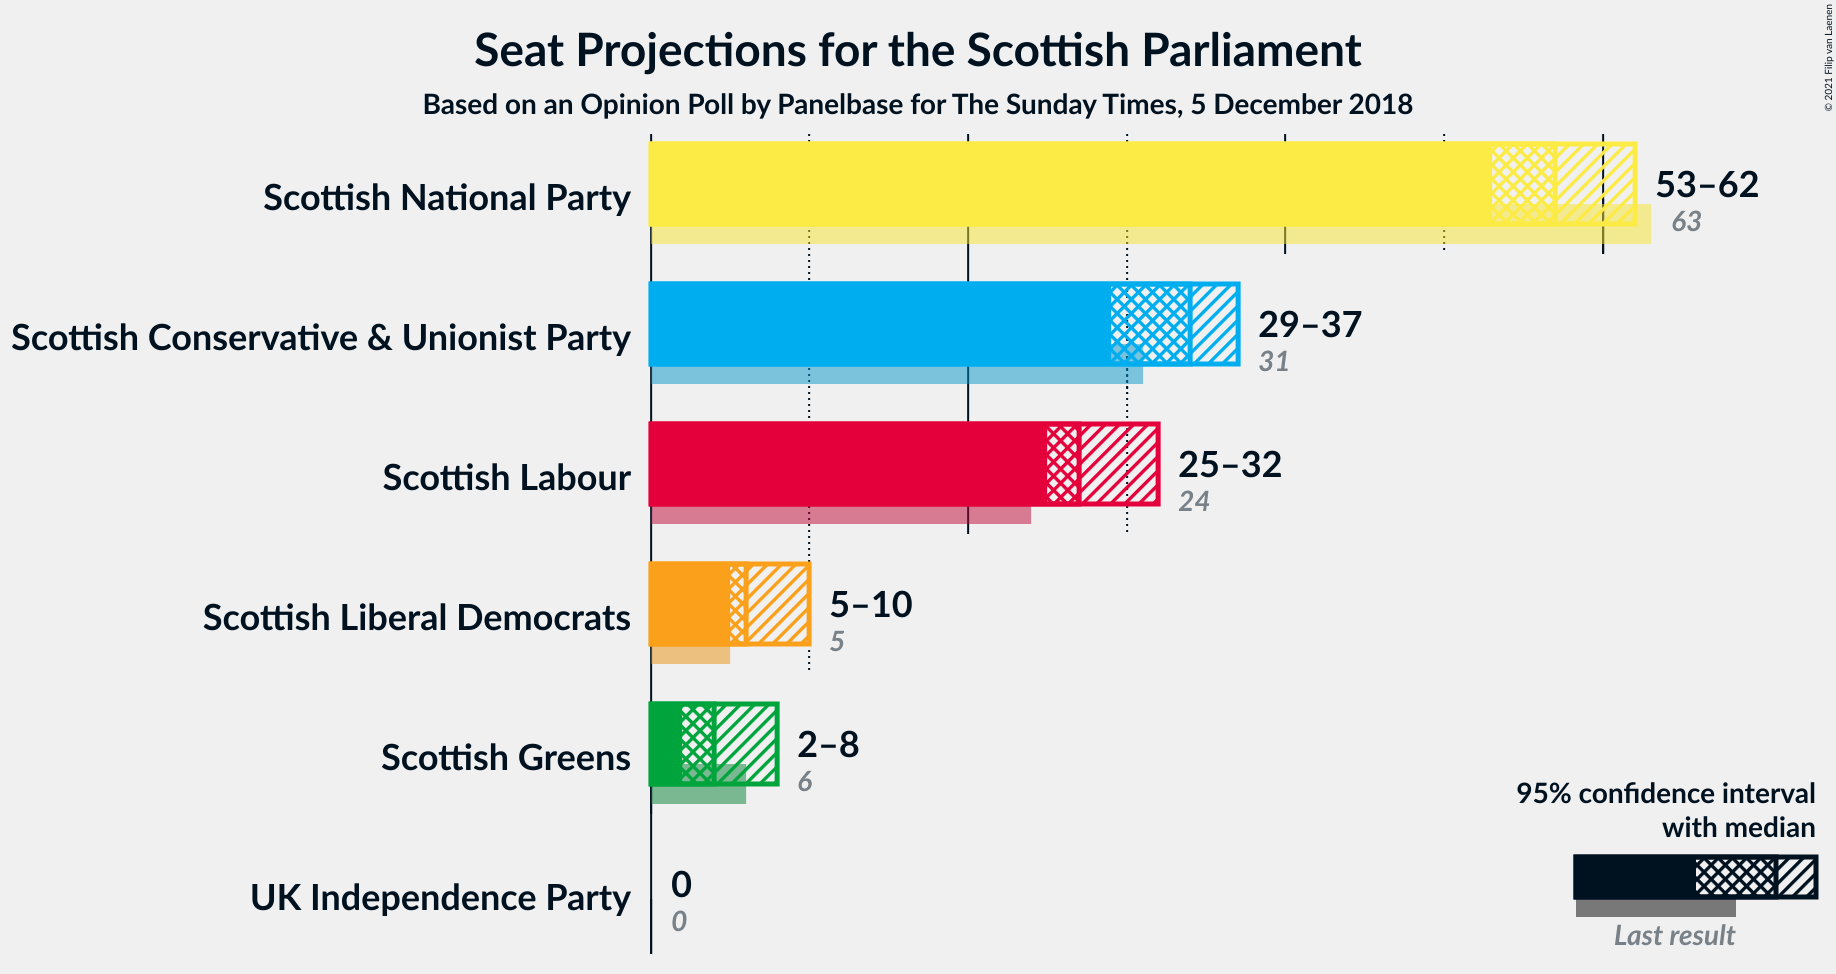 Seat Projections for the Scottish Parliament
Based on an Opinion Poll by Panelbase for The Sunday Times, 5 December 2018
© 2021 Filip van Laenen
Scottish National Party
53–62
63
Scottish Conservative & Unionist Party
29–37
31
Scottish Labour
25–32
24
Scottish Liberal Democrats
5–10
5
Scottish Greens
2–8
6
UK Independence Party
0
0
95% confidence interval
with median
Last result